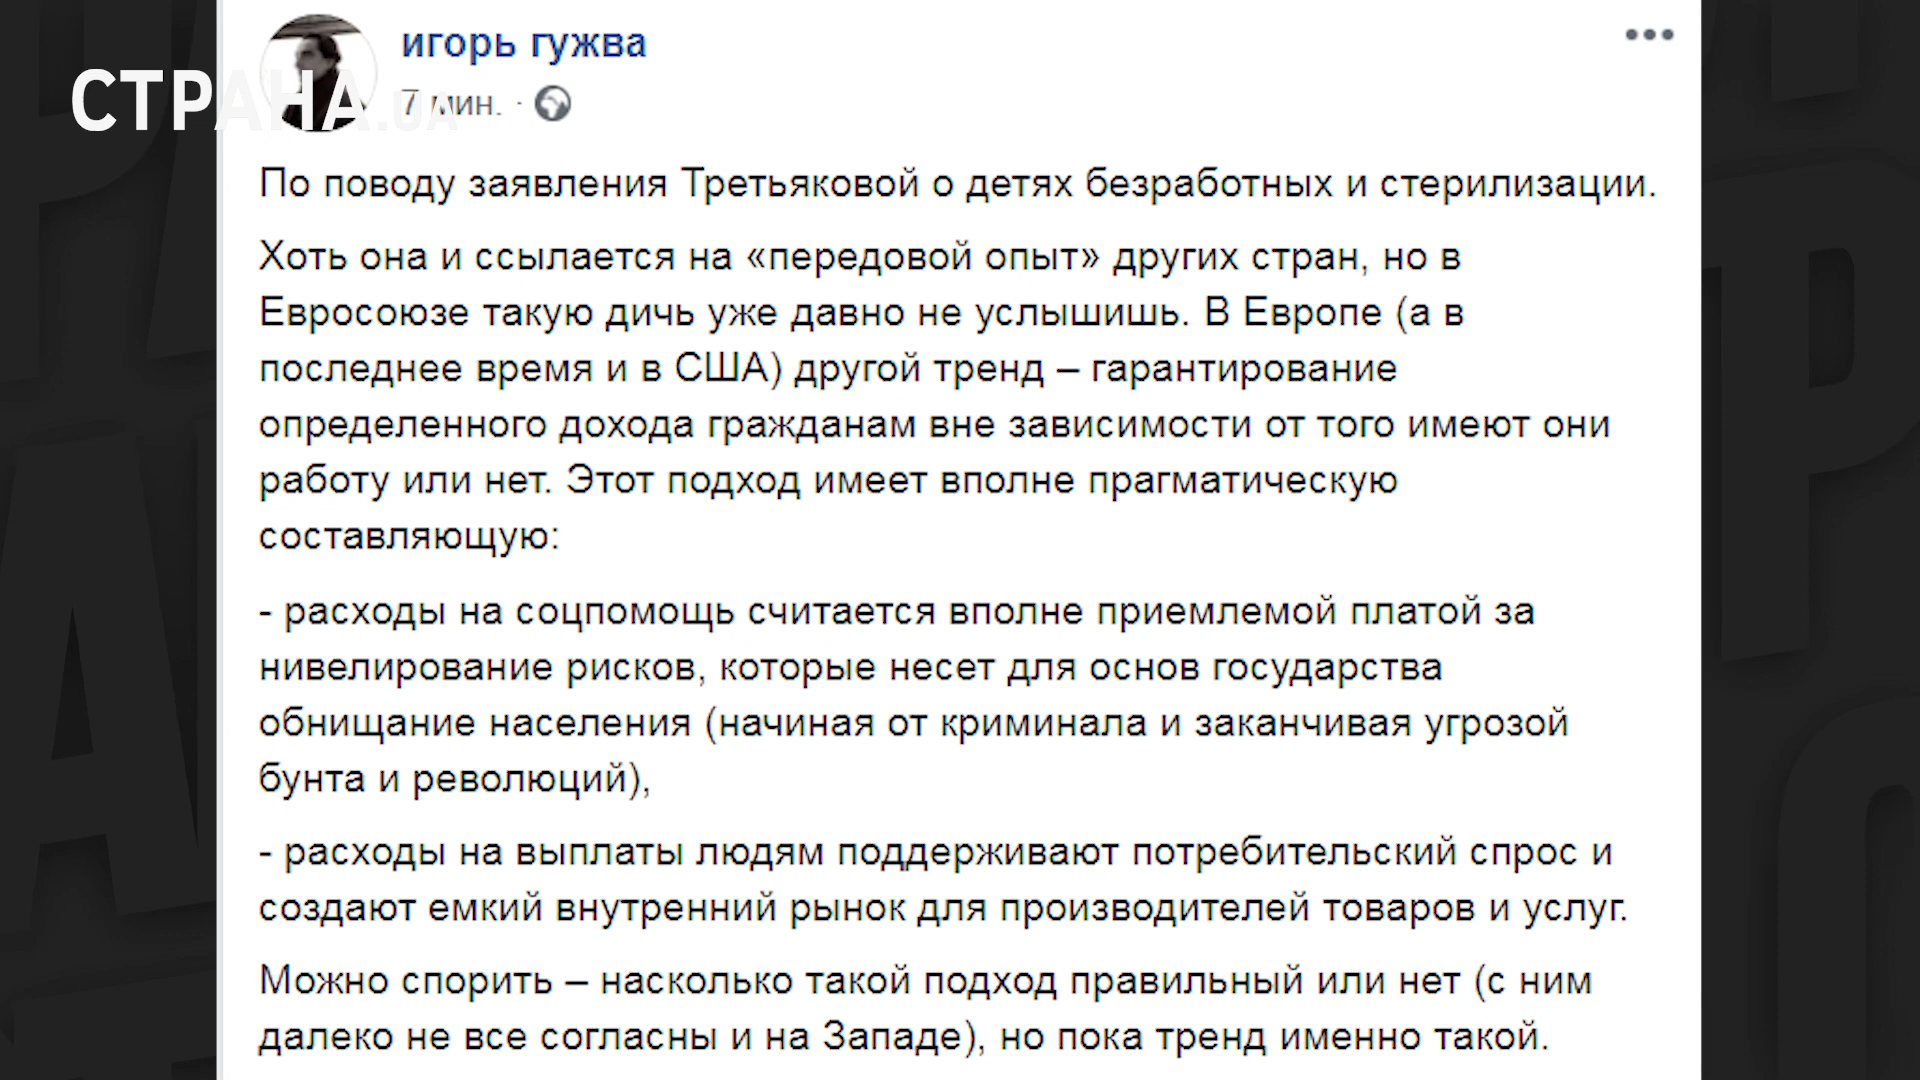 игорь гужва
СТРАНА.UA
7 мин. ·
По поводу заявления Третьяковой о детях безработных и стерилизации.
Хоть она и ссылается на «передовой опыт» других стран, но в
Евросоюзе такую дичь уже давно не услышишь. В Европе (а в
последнее время и в США) другой тренд – гарантирование
определенного дохода гражданам вне зависимости от того имеют они
работу или нет. Этот подход имеет вполне прагматическую
составляющую:
- расходы на соцпомощь считается вполне приемлемой платой за
нивелирование рисков, которые несет для основ государства
обнищание населения (начиная от криминала и заканчивая угрозой
бунта и революций),
- расходы на выплаты людям поддерживают потребительский спрос и
создают емкий внутренний рынок для производителей товаров и услуг.
Можно спорить – насколько такой подход правильный или нет (с ним
далеко не все согласны и на Западе), но пока тренд именно такой.